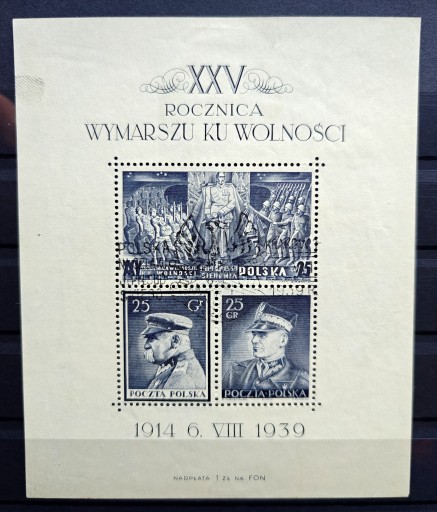 XXV
ROCZNICA
WYMARSZU KU WOLNOŚCI
SIERPNIA
POLSKA 25
25 Gr
POCZTA POLSKA
25
GR
POCZTA POLSKA
1914 6. VIII 1939
NADPŁATA 1 ZŁ NA FON